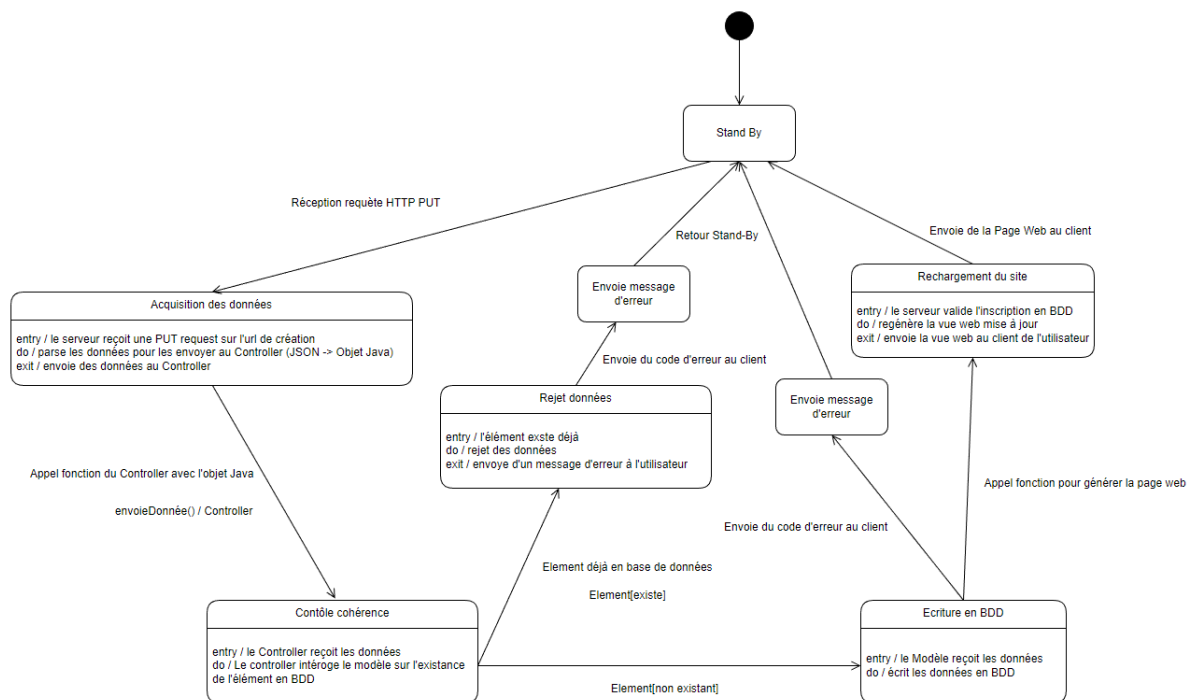 Stand By
Réception requète HTTP PUT
Retour Stand-By
Envoie de la Page Web au client
Envoie message
d'erreur
Rechargement du site
entry / le serveur valide l'inscription en BDD
do / regénère la vue web mise à jour
exit / envoie la vue web au client de l'utilisateur
Acquisition des données
entry / le serveur reçoit une PUT request sur l'url de création
do / parse les données pour les envoyer au Controller (JSON -> Objet Java)
exit / envoie des données au Controller
Envoie du code d'erreur au client
Rejet données
entry / l'élément exste déjà
do / rejet des données
exit / envoye d'un message d'erreur à l'utilisateur
Envoie message
d'erreur
Appel fonction du Controller avec l'objet Java
envoieDonnée() / Controller
Appel fonction pour générer la page web
Envoie du code d'erreur au client
Element déjà en base de données
Element[existe]
Contôle cohérence
entry / le Controller reçoit les données
do / Le controller intéroge le modèle sur l'existance
de l'élément en BDD
Ecriture en BDD
entry / le Modèle reçoit les données
do / écrit les données en BDD
Element[non existant]